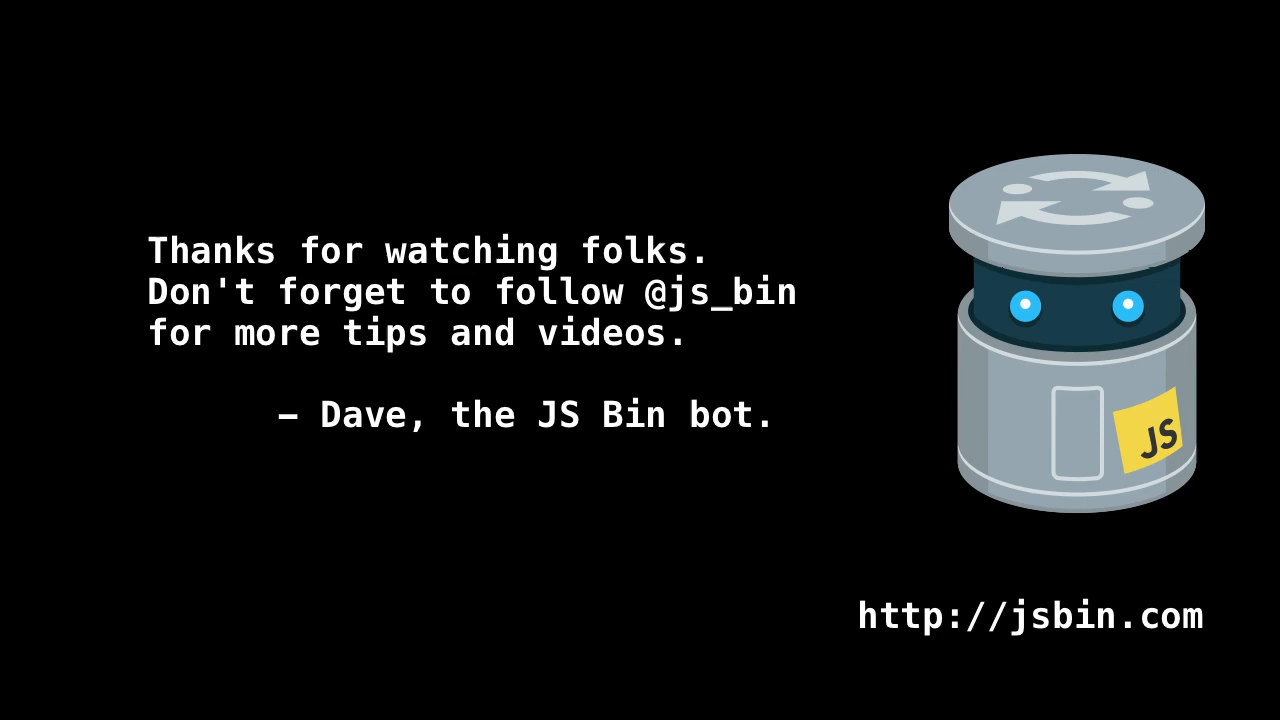 Thanks for watching folks.
Don't forget to follow @js_bin
for more tips and videos.
– Dave, the JS Bin bot.
JS
http://jsbin.com